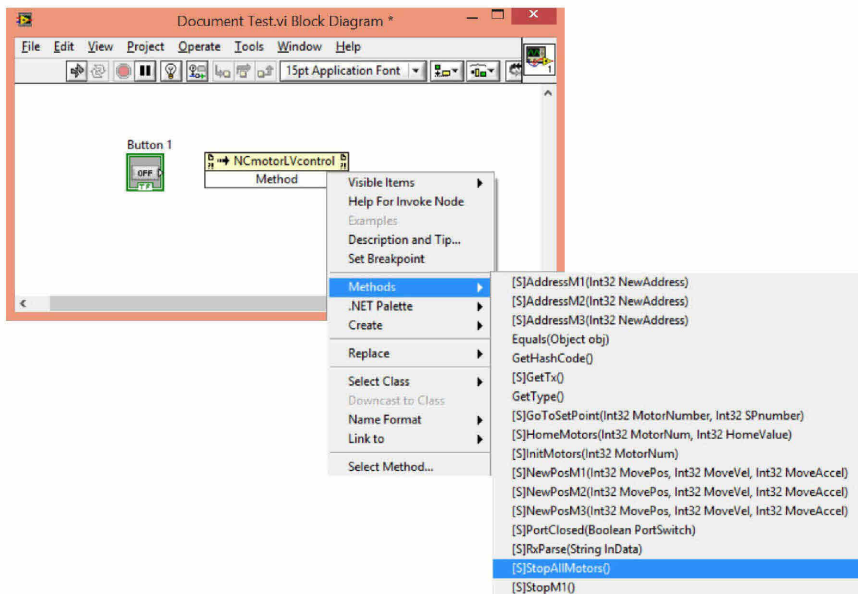 Document Test.vi Block Diagram *
File Edit View Project Operate Tools Window Help
15pt Application Font
1
Button 1
OFF
TF
NCmotorLVcontrol
Method
Visible Items
Help For Invoke Node
Examples
Description and Tip...
Set Breakpoint
Methods
.NET Palette
Create
Replace
Select Class
Downcast to Class
Name Format
Link to
Select Method...
[S]AddressM1(Int32 NewAddress)
[S]AddressM2(Int32 NewAddress)
[S]AddressM3(Int32 NewAddress)
Equals(Object obj)
GetHashCode()
[S]GetTx()
GetType()
[S]GoToSetPoint(Int32 MotorNumber, Int32 SPnumber)
[S]HomeMotors(Int32 MotorNum, Int32 HomeValue)
[S]InitMotors(Int32 MotorNum)
[S]NewPosM1(Int32 MovePos, Int32 MoveVel, Int32 MoveAccel)
[S]NewPosM2(Int32 MovePos, Int32 MoveVel, Int32 MoveAccel)
[S]NewPosM3(Int32 MovePos, Int32 MoveVel, Int32 MoveAccel)
[S]PortClosed(Boolean PortSwitch)
[S]RxParse(String InData)
[S]StopAllMotors()
[S]StopM1()